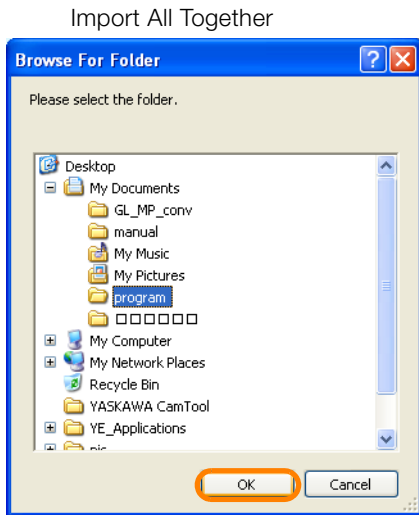 Import All Together
Browse For Folder
Please select the folder.
Desktop
My Documents
GL_MP_conv
manual
My Music
My Pictures
program
□□□□□□
My Computer
My Network Places
Recycle Bin
YASKAWA CamTool
YE_Applications
OK
Cancel